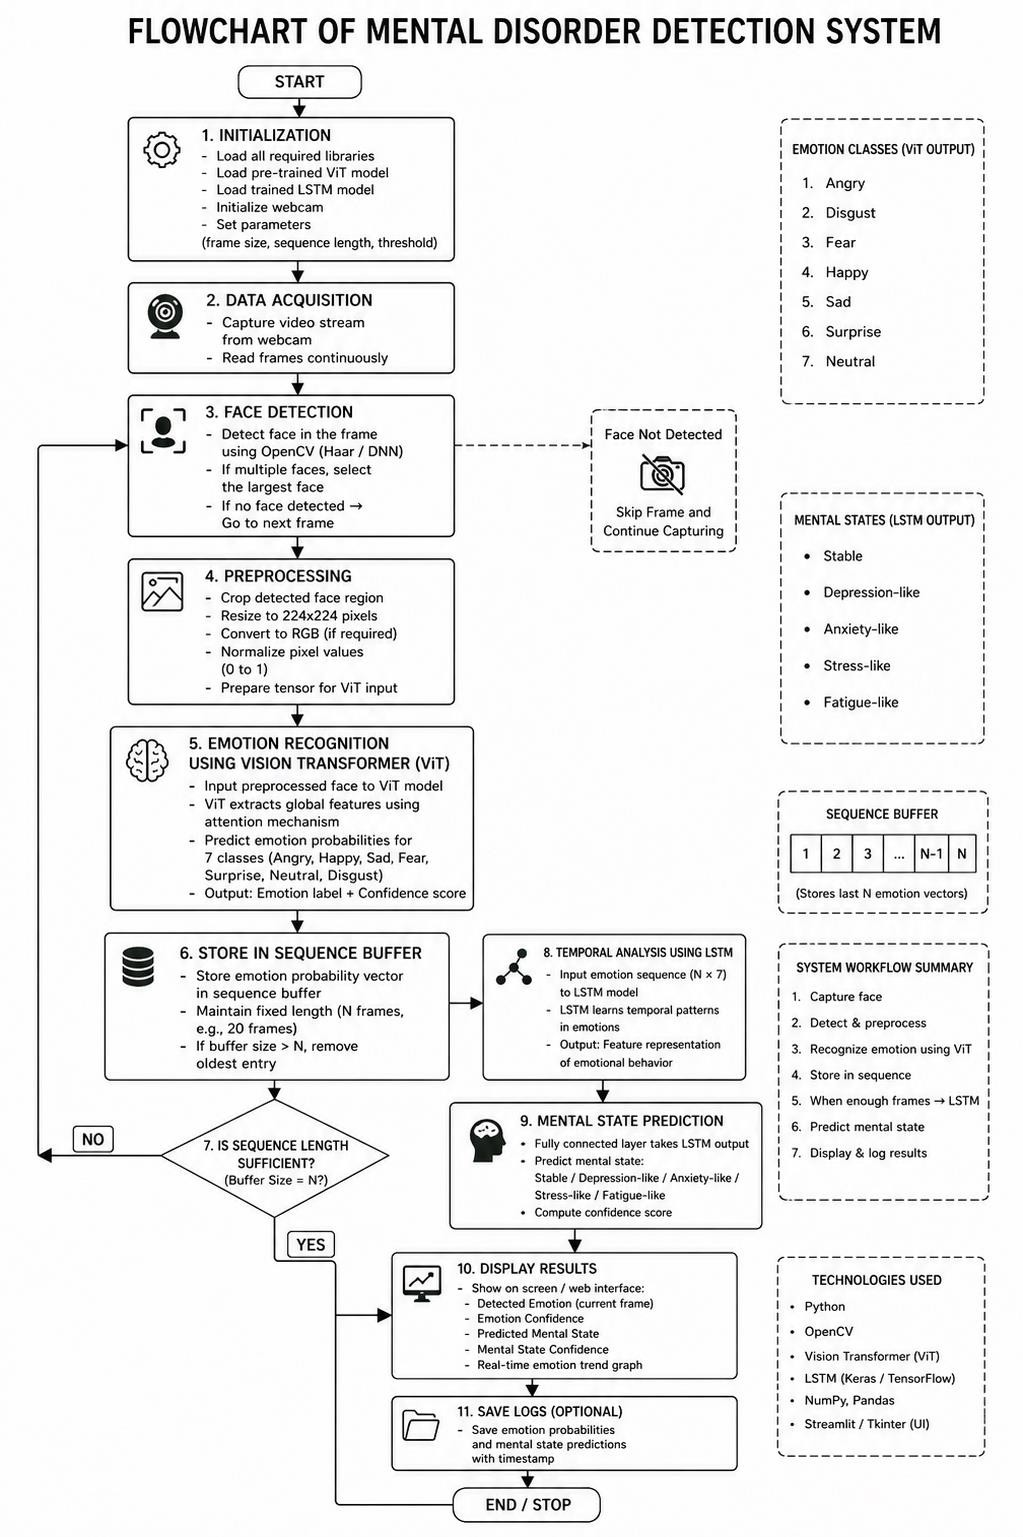 FLOWCHART OF MENTAL DISORDER DETECTION SYSTEM
START
1. INITIALIZATION
- Load all required libraries
- Load pre-trained ViT model
- Load trained LSTM model
- Initialize webcam
- Set parameters
(frame size, sequence length, threshold)
2. DATA ACQUISITION
- Capture video stream
from webcam
- Read frames continuously
3. FACE DETECTION
- Detect face in the frame
using OpenCV (Haar / DNN)
- If multiple faces, select
the largest face
- If no face detected →
Go to next frame
Face Not Detected
Skip Frame and
Continue Capturing
4. PREPROCESSING
- Crop detected face region
- Resize to 224x224 pixels
- Convert to RGB (if required)
- Normalize pixel values
(0 to 1)
- Prepare tensor for ViT input
5. EMOTION RECOGNITION
USING VISION TRANSFORMER (ViT)
- Input preprocessed face to ViT model
- ViT extracts global features using
attention mechanism
- Predict emotion probabilities for
7 classes (Angry, Happy, Sad, Fear,
Surprise, Neutral, Disgust)
- Output: Emotion label + Confidence score
6. STORE IN SEQUENCE BUFFER
- Store emotion probability vector
in sequence buffer
- Maintain fixed length (N frames,
e.g., 20 frames)
- If buffer size > N, remove
oldest entry
7. IS SEQUENCE LENGTH
SUFFICIENT?
(Buffer Size = N?)
NO
YES
8. TEMPORAL ANALYSIS USING LSTM
- Input emotion sequence (N × 7)
to LSTM model
- LSTM learns temporal patterns
in emotions
- Output: Feature representation
of emotional behavior
9. MENTAL STATE PREDICTION
• Fully connected layer takes LSTM output
• Predict mental state:
Stable / Depression-like / Anxiety-like /
Stress-like / Fatigue-like
• Compute confidence score
10. DISPLAY RESULTS
- Show on screen / web interface:
- Detected Emotion (current frame)
- Emotion Confidence
- Predicted Mental State
- Mental State Confidence
- Real-time emotion trend graph
11. SAVE LOGS (OPTIONAL)
- Save emotion probabilities
and mental state predictions
with timestamp
END / STOP
EMOTION CLASSES (ViT OUTPUT)
1. Angry
2. Disgust
3. Fear
4. Happy
5. Sad
6. Surprise
7. Neutral
MENTAL STATES (LSTM OUTPUT)
• Stable
• Depression-like
• Anxiety-like
• Stress-like
• Fatigue-like
SEQUENCE BUFFER
1 2 3 ... N-1 N
(Stores last N emotion vectors)
SYSTEM WORKFLOW SUMMARY
1. Capture face
2. Detect & preprocess
3. Recognize emotion using ViT
4. Store in sequence
5. When enough frames → LSTM
6. Predict mental state
7. Display & log results
TECHNOLOGIES USED
• Python
• OpenCV
• Vision Transformer (ViT)
• LSTM (Keras / TensorFlow)
• NumPy, Pandas
• Streamlit / Tkinter (UI)